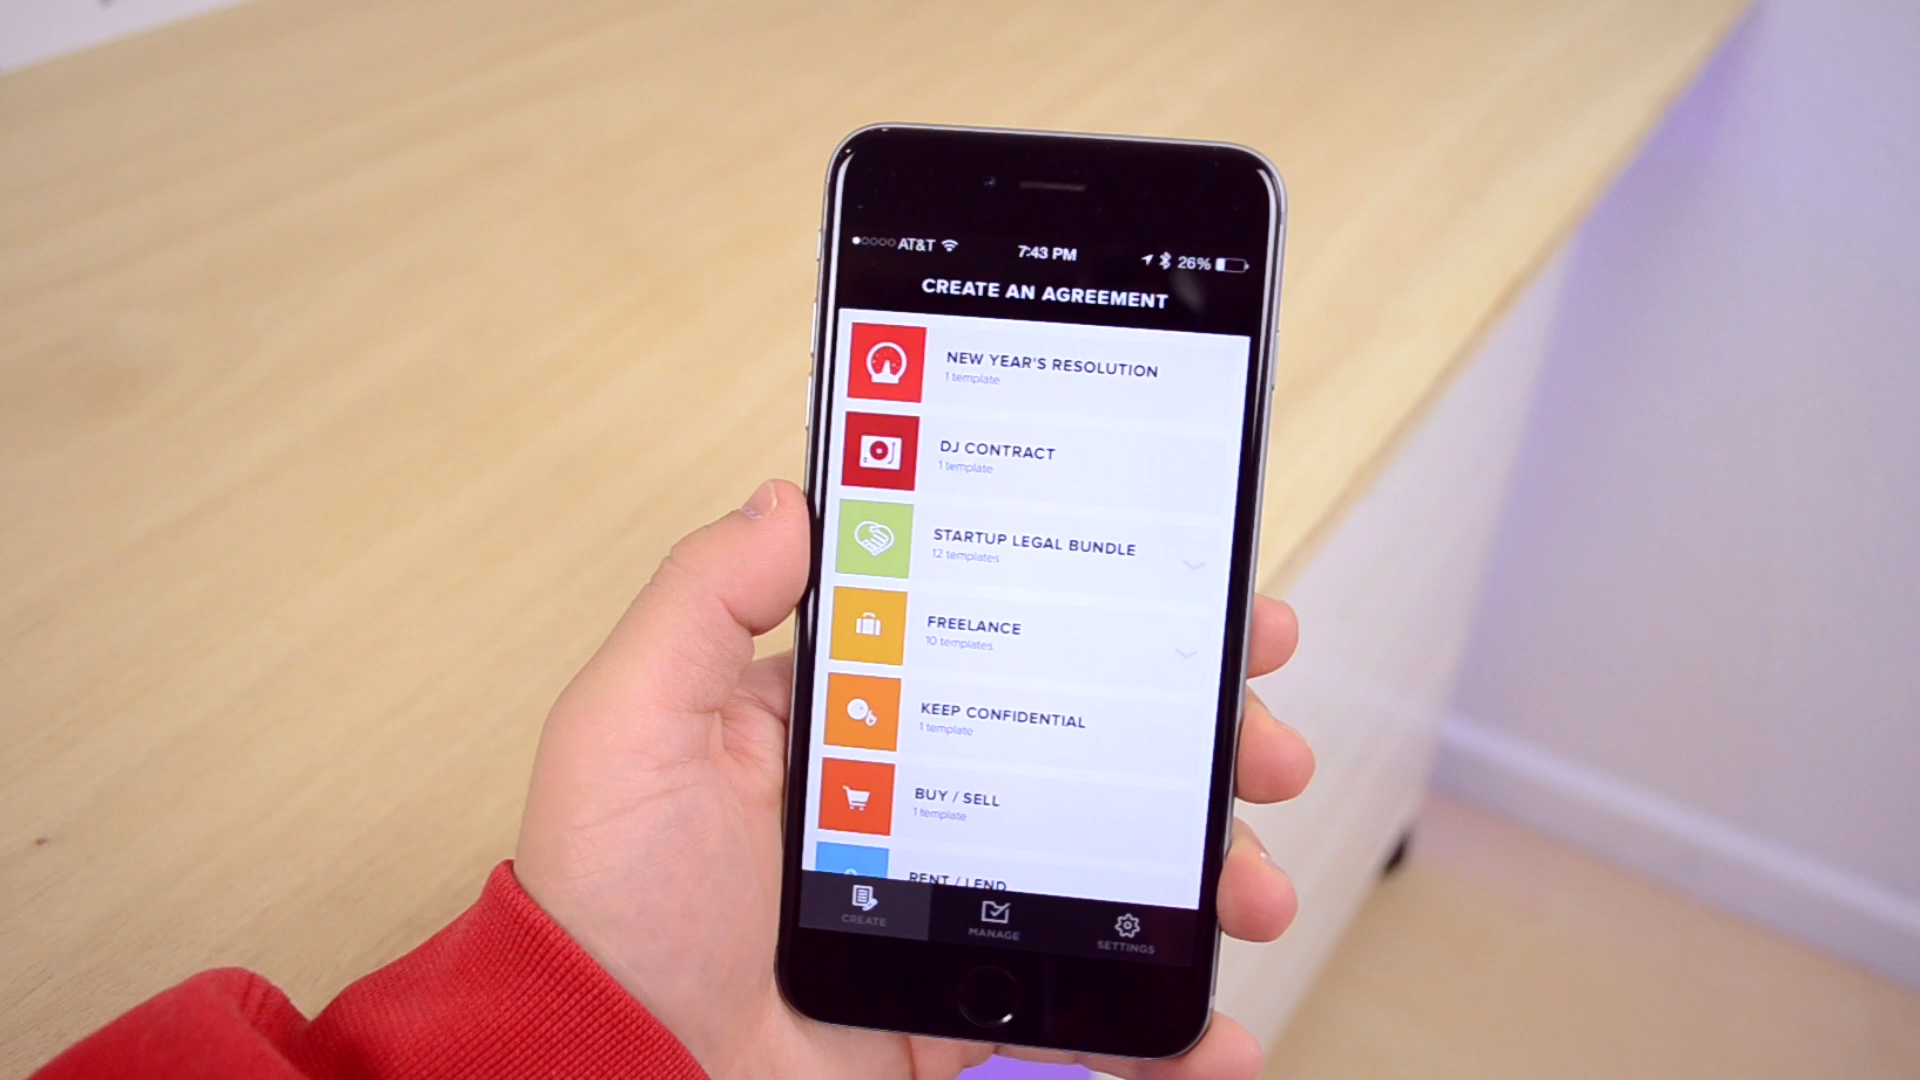 AT&T 7:43 PM 26%
CREATE AN AGREEMENT
NEW YEAR'S RESOLUTION
1 template
DJ CONTRACT
1 template
STARTUP LEGAL BUNDLE
12 templates
FREELANCE
10 templates
KEEP CONFIDENTIAL
1 template
BUY / SELL
1 template
RENT / LEND
CREATE MANAGE SETTINGS